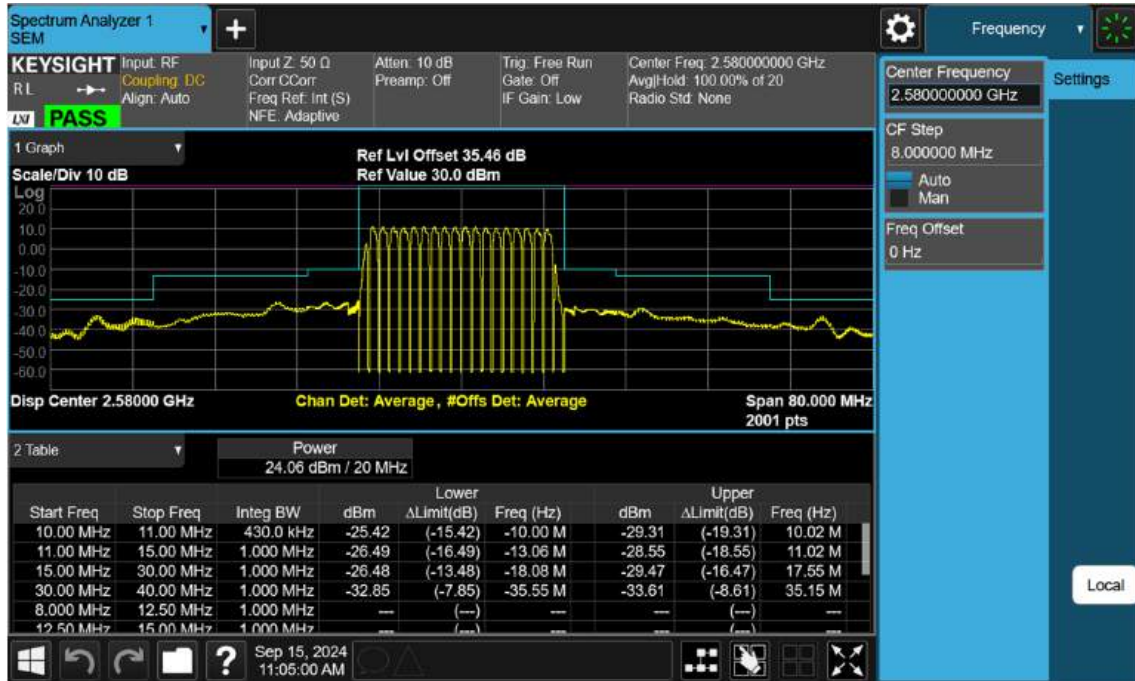 Spectrum Analyzer 1
SEM
+
Frequency
KEYSIGHT
R L
LXI
PASS
Input: RF
Coupling: DC
Align: Auto
Input Z: 50 Ω
Corr CCorr
Freq Ref: Int (S)
NFE: Adaptive
Atten: 10 dB
Preamp: Off
Trig: Free Run
Gate: Off
IF Gain: Low
Center Freq: 2.580000000 GHz
Avg|Hold: 100.00% of 20
Radio Std: None
Center Frequency
2.580000000 GHz
Settings
CF Step
8.000000 MHz
Auto
Man
Freq Offset
0 Hz
1 Graph
Scale/Div 10 dB
Ref Lvl Offset 35.46 dB
Ref Value 30.0 dBm
Log
20.0
10.0
0.00
-10.0
-20.0
-30.0
-40.0
-50.0
-60.0
Disp Center 2.58000 GHz
Chan Det: Average, #Offs Det: Average
Span 80.000 MHz
2001 pts
2 Table
Power
24.06 dBm / 20 MHz
Lower Upper
Start Freq Stop Freq Integ BW dBm ΔLimit(dB) Freq (Hz) dBm ΔLimit(dB) Freq (Hz)
10.00 MHz 11.00 MHz 430.0 kHz -25.42 (-15.42) -10.00 M -29.31 (-19.31) 10.02 M
11.00 MHz 15.00 MHz 1.000 MHz -26.49 (-16.49) -13.06 M -28.55 (-18.55) 11.02 M
15.00 MHz 30.00 MHz 1.000 MHz -26.48 (-13.48) -18.08 M -29.47 (-16.47) 17.55 M
30.00 MHz 40.00 MHz 1.000 MHz -32.85 (-7.85) -35.55 M -33.61 (-8.61) 35.15 M
8.000 MHz 12.50 MHz 1.000 MHz --- (---) --- --- (---) ---
12.50 MHz 15.00 MHz 1.000 MHz --- (---) --- --- (---) ---
Local
?
Sep 15, 2024
11:05:00 AM